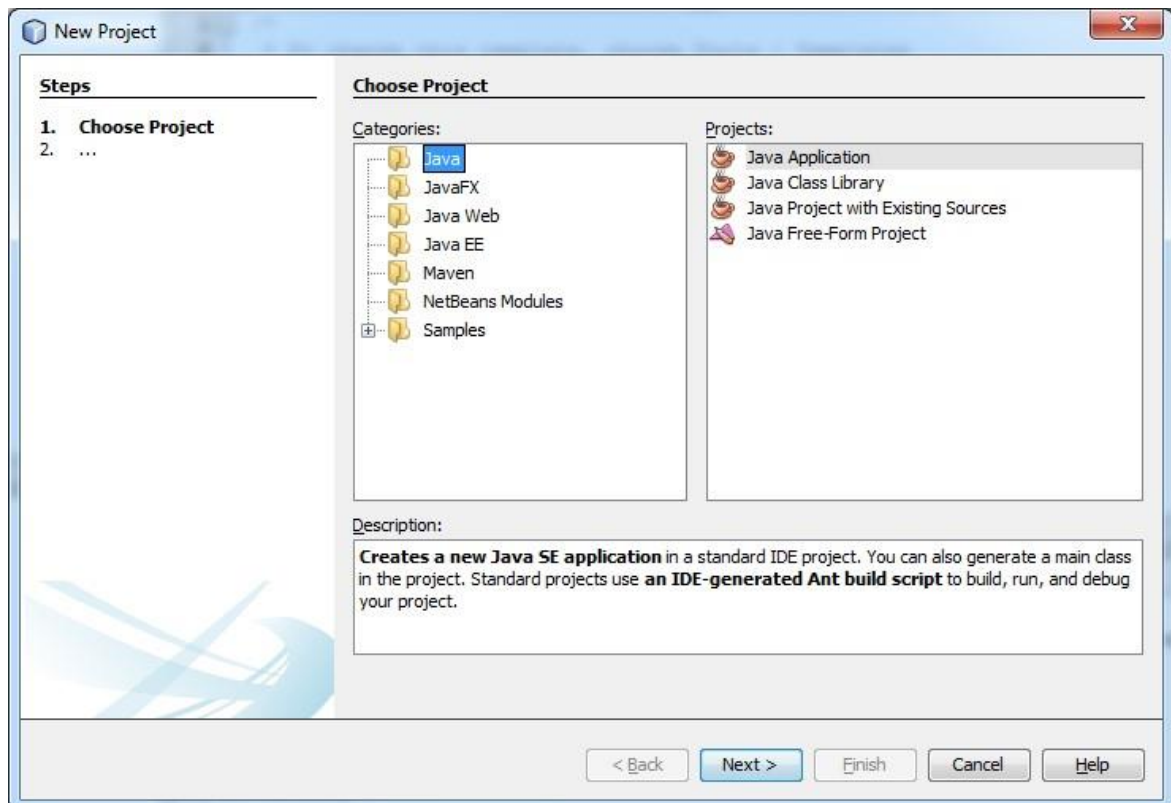 New Project
Steps
1. Choose Project
2. ...
Choose Project
Categories:
Java
JavaFX
Java Web
Java EE
Maven
NetBeans Modules
Samples
Projects:
Java Application
Java Class Library
Java Project with Existing Sources
Java Free-Form Project
Description:
Creates a new Java SE application in a standard IDE project. You can also generate a main class
in the project. Standard projects use an IDE-generated Ant build script to build, run, and debug
your project.
< Back
Next >
Finish
Cancel
Help